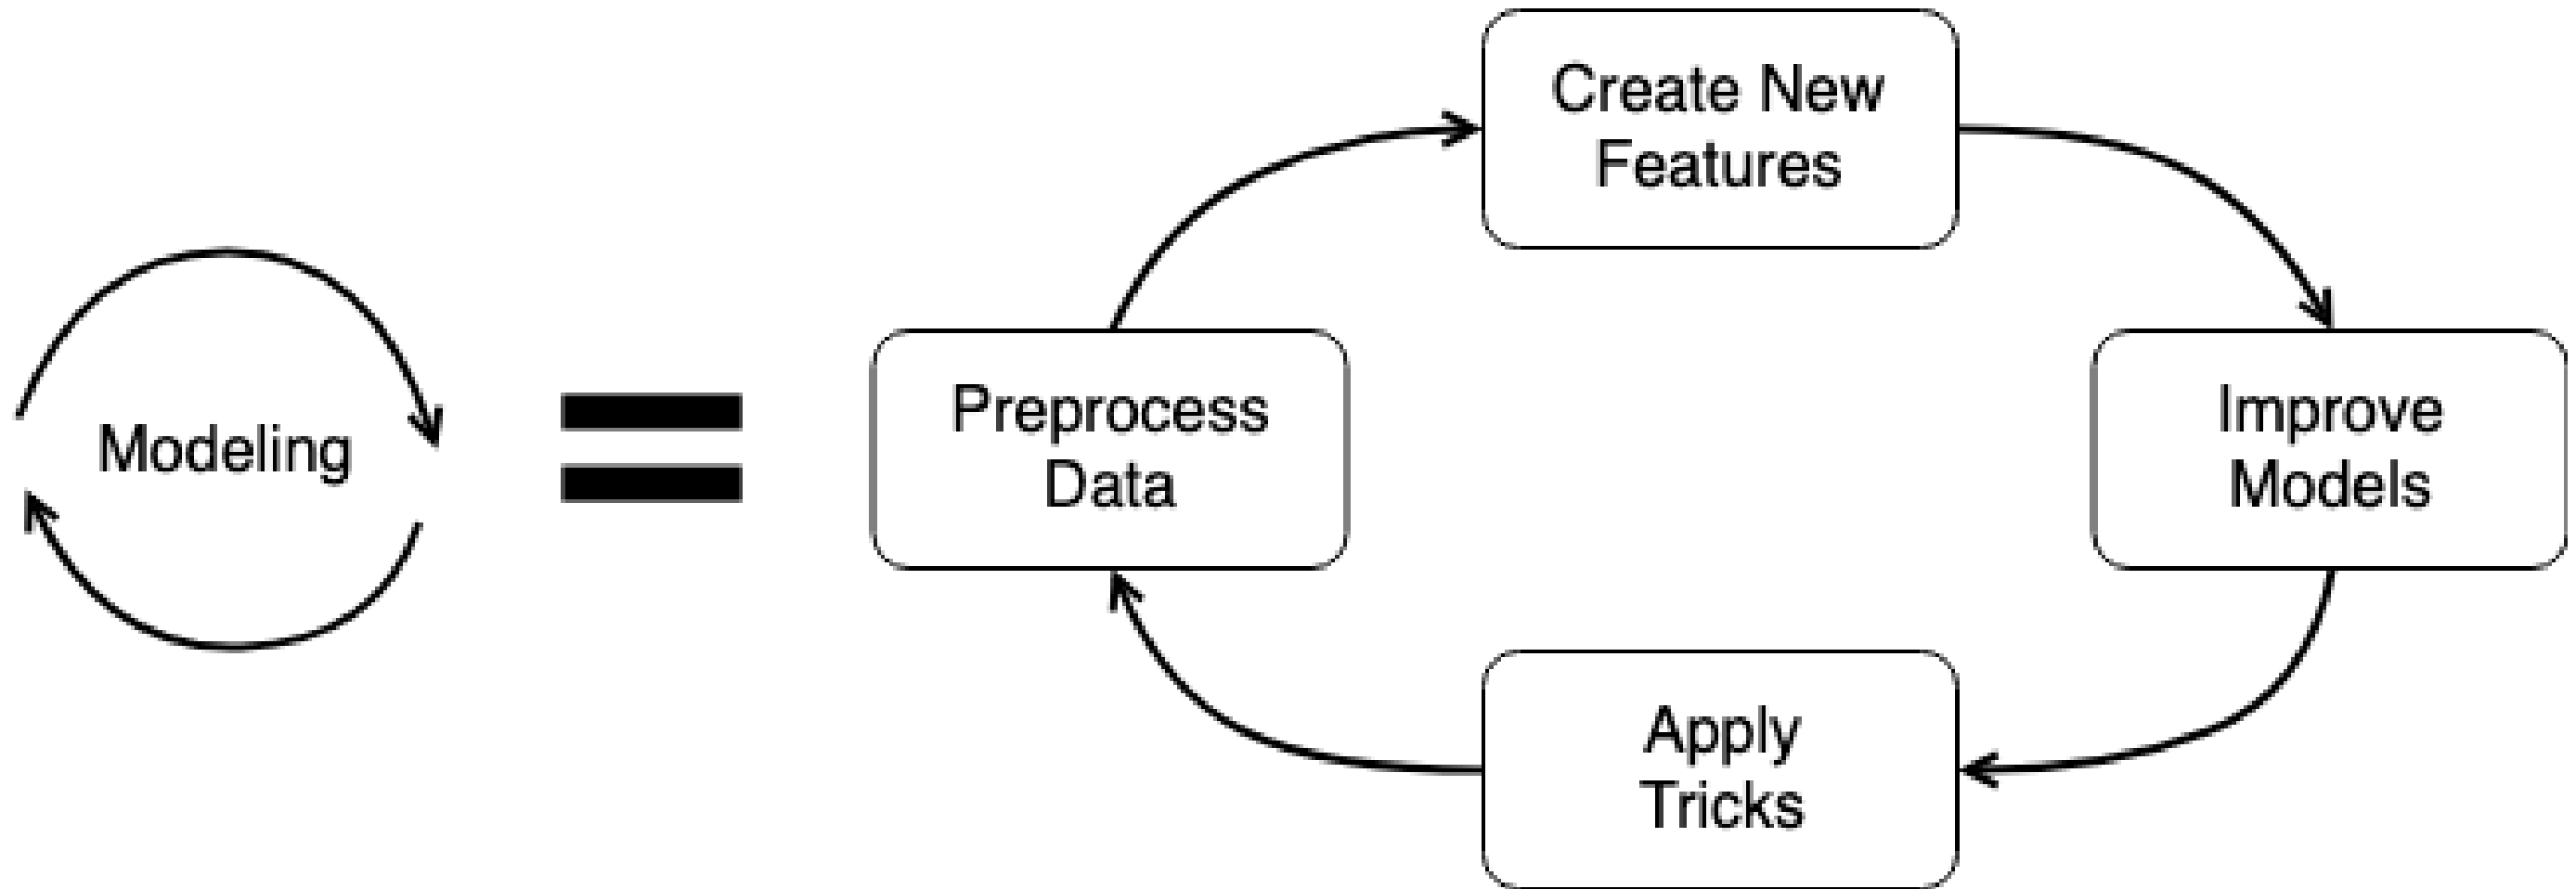 Modeling
Preprocess
Data
Create New
Features
Improve
Models
Apply
Tricks